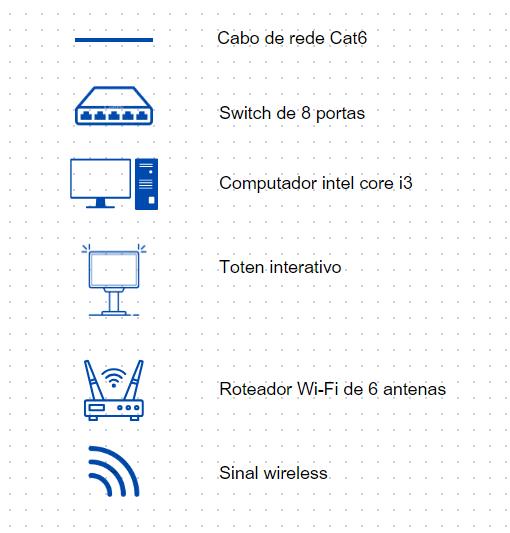 Cabo de rede Cat6
Switch de 8 portas
Computador intel core i3
Toten interativo
Roteador Wi-Fi de 6 antenas
Sinal wireless